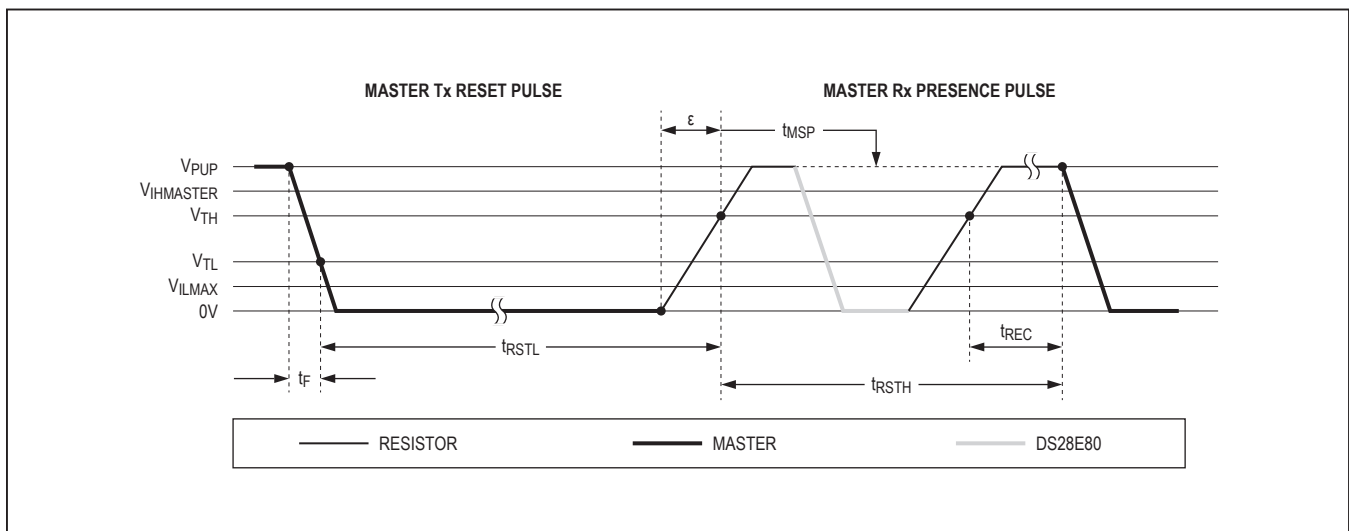 MASTER Tx RESET PULSE
MASTER Rx PRESENCE PULSE
ε
tMSP
VPUP
VIHMASTER
VTH
VTL
VILMAX
0V
tRSTL
tREC
tF
tRSTH
RESISTOR
MASTER
DS28E80